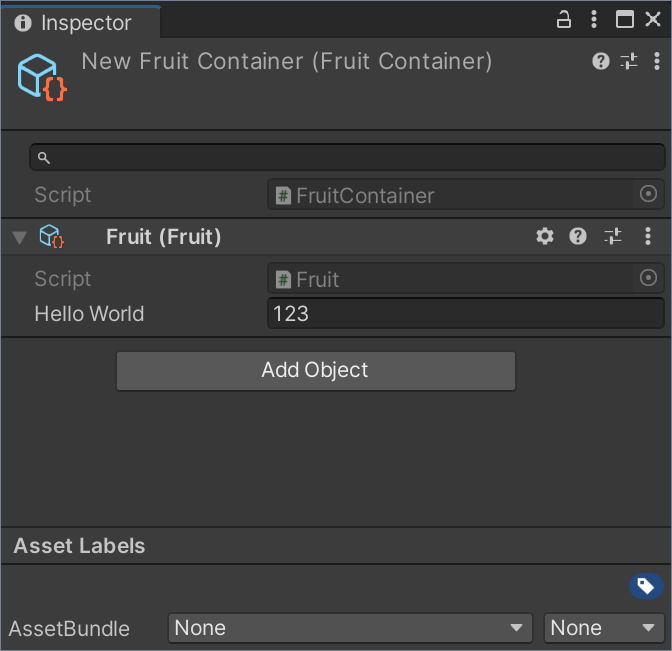 Inspector
New Fruit Container (Fruit Container)
Script # FruitContainer
Fruit (Fruit)
Script # Fruit
Hello World 123
Add Object
Asset Labels
AssetBundle None None